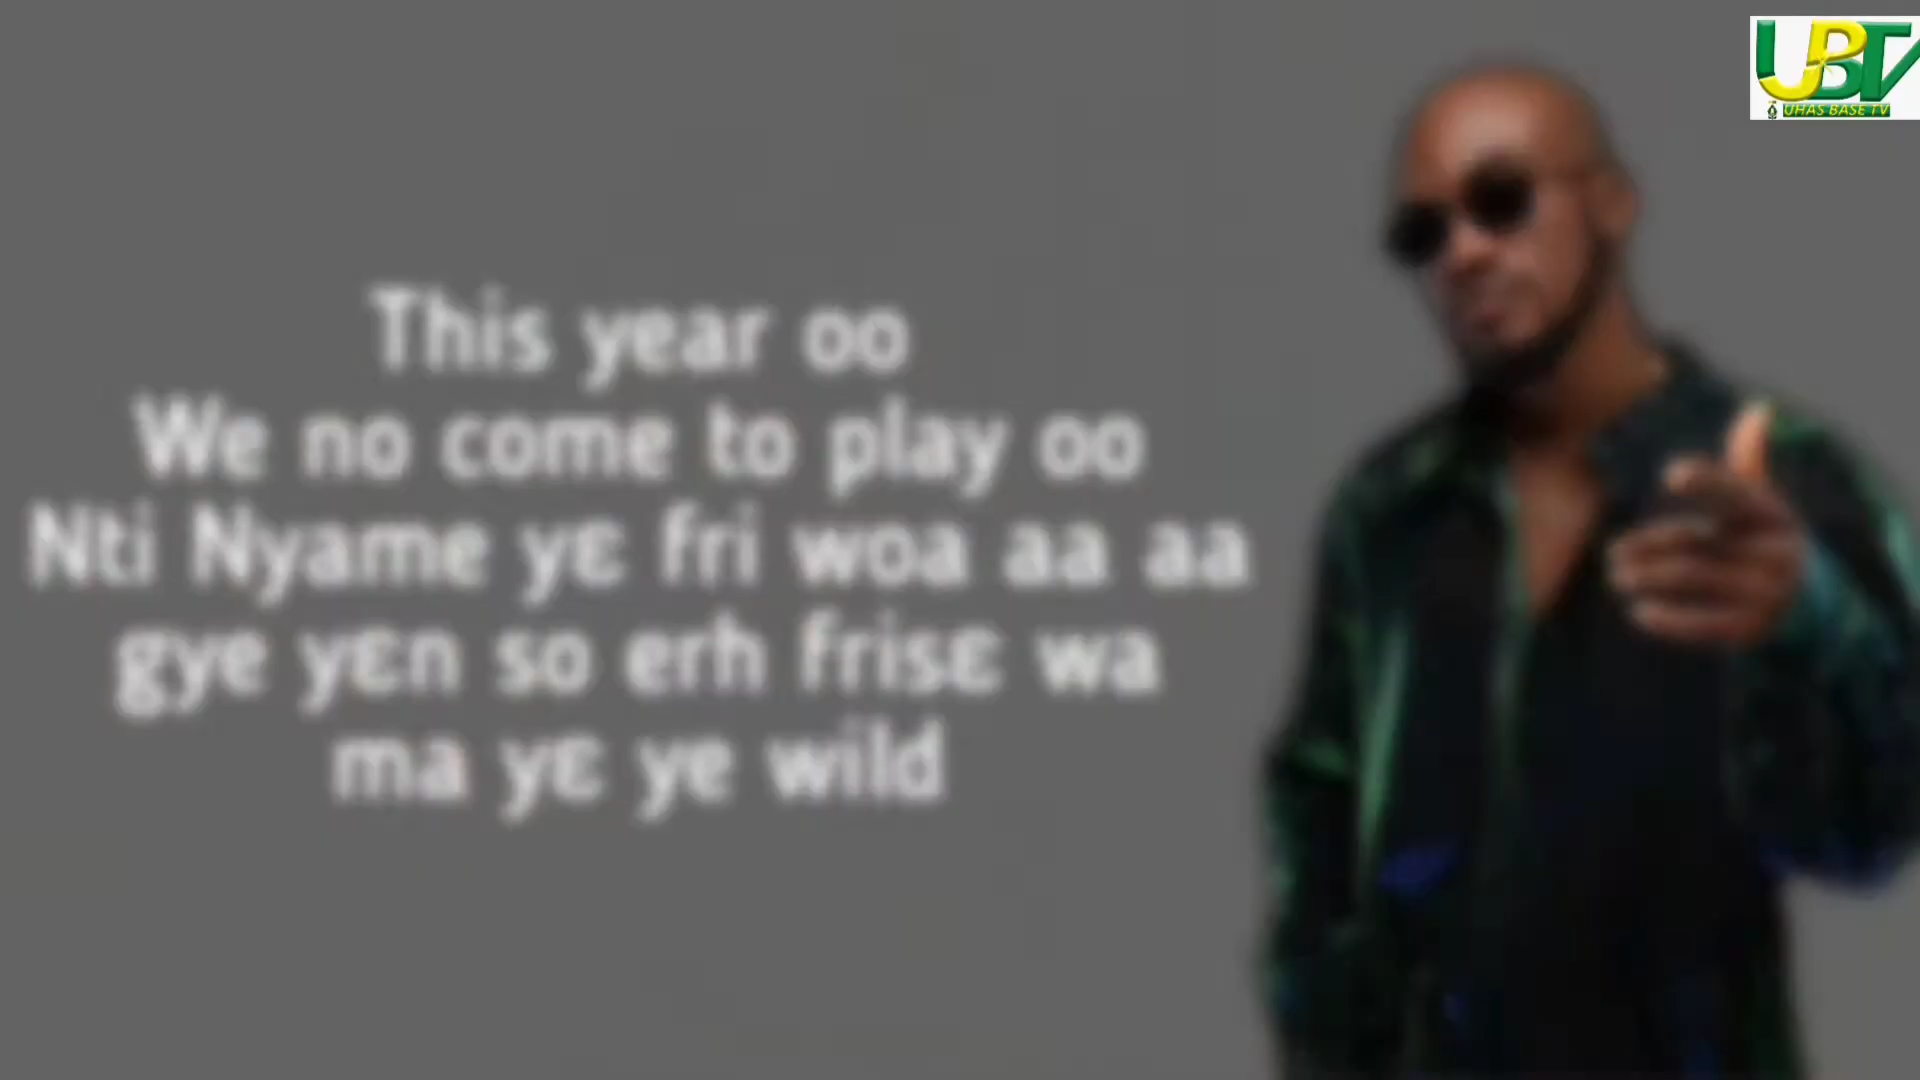 UBTV
UHAS BASE TV
This year oo
We no come to play oo
Nti Nyame yɛ fri woa aa aa
gye yɛn so erh frisɛ wa
ma yɛ ye wild